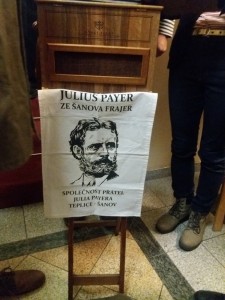 JULIUS PAYER
ZE ŠANOVA FRAJER
SPOLEČNOST PŘÁTEL
JULIA PAYERA
TEPLICE - ŠANOV